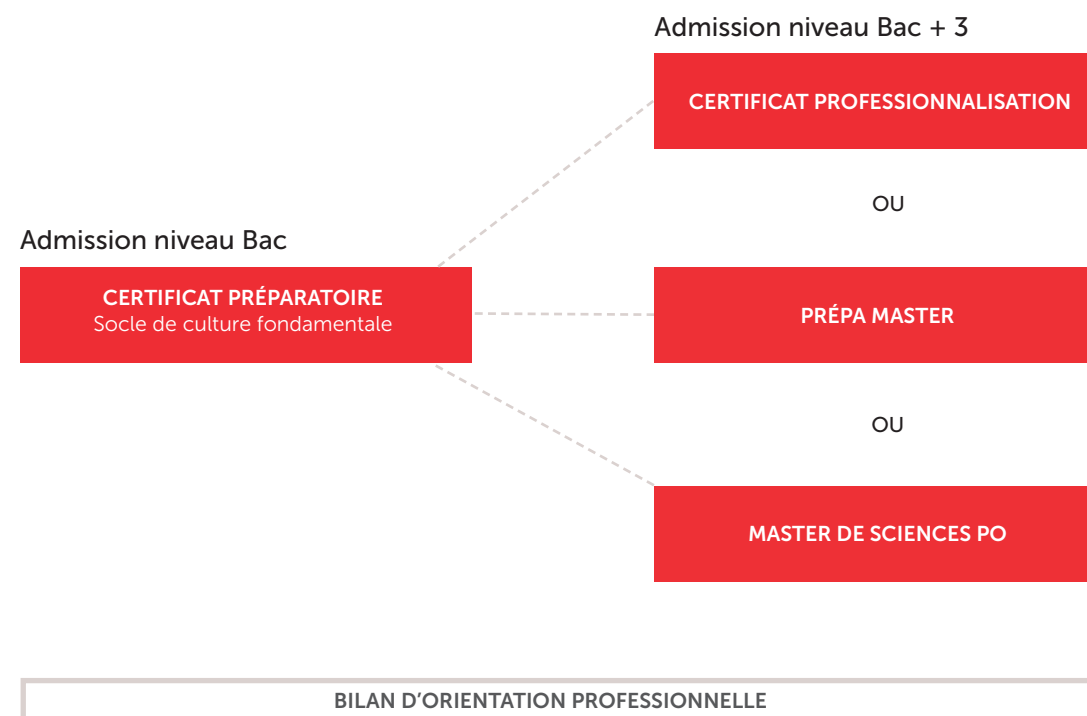 Admission niveau Bac + 3
CERTIFICAT PROFESSIONNALISATION
OU
Admission niveau Bac
CERTIFICAT PRÉPARATOIRE
Socle de culture fondamentale
PRÉPA MASTER
OU
MASTER DE SCIENCES PO
BILAN D'ORIENTATION PROFESSIONNELLE